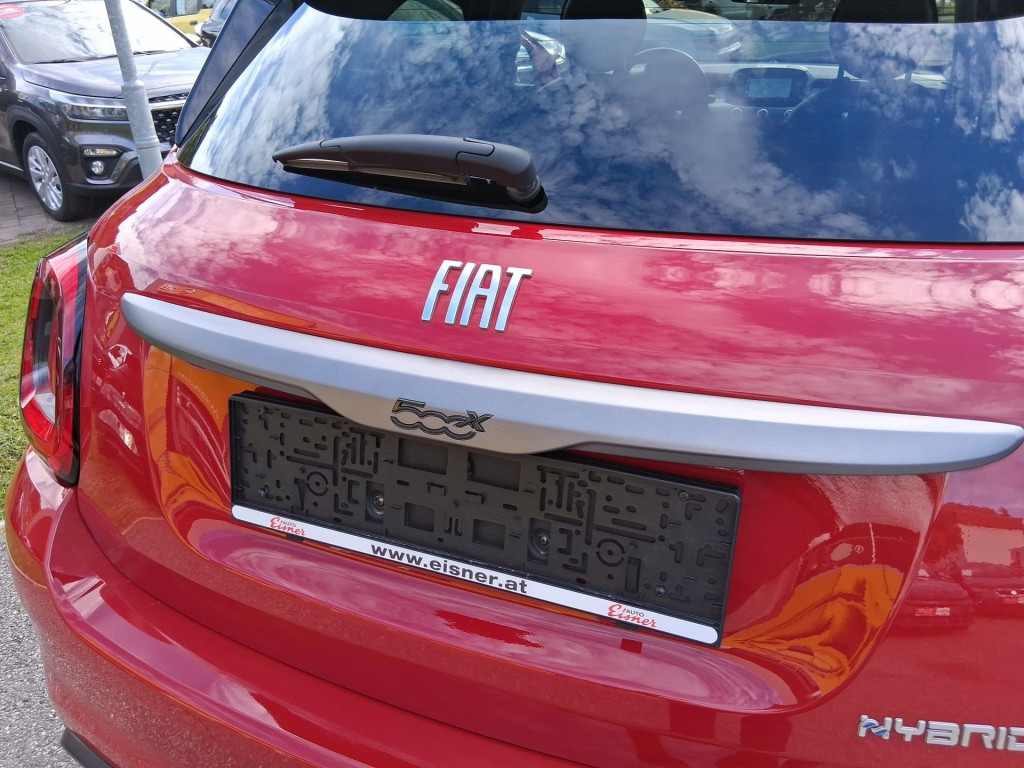 FIAT
500X
AUTO
Eisner
www.eisner.at
AUTO
Eisner
HYBRID